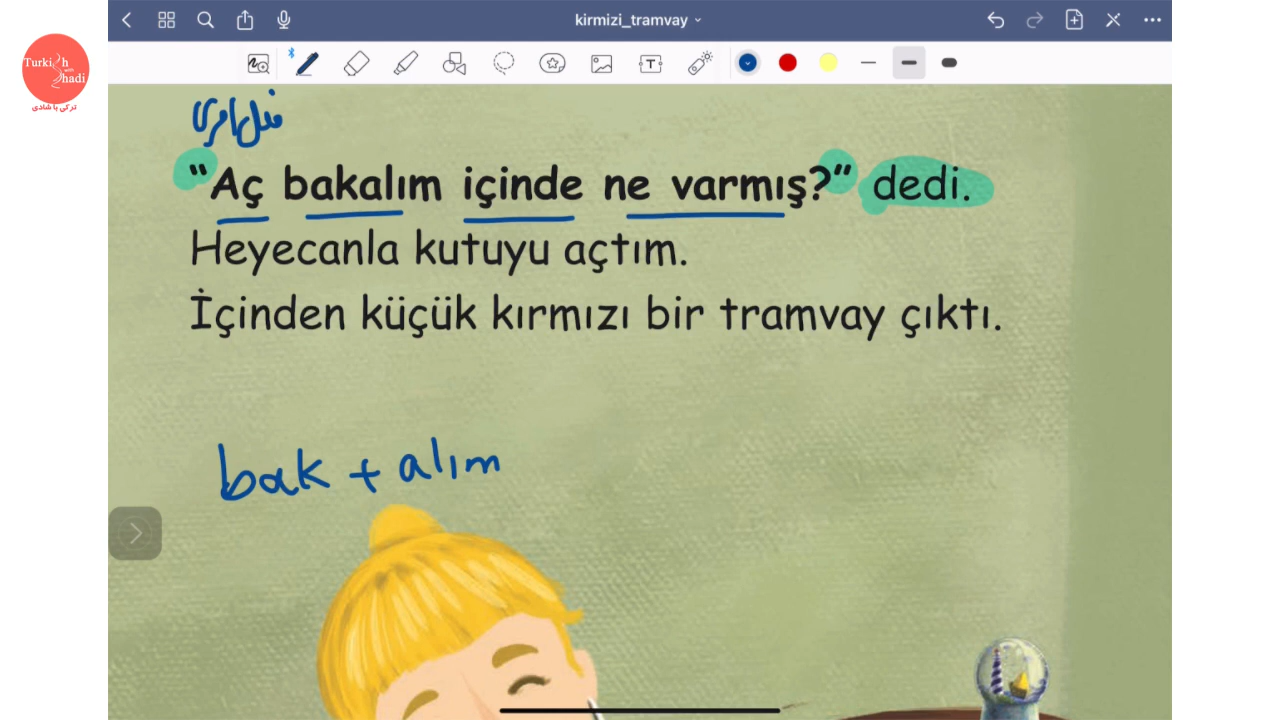 kirmizi_tramvay
Turkish
with
Shadi
ترکی با شادی
فعل امری
"Aç bakalım içinde ne varmış?" dedi.
Heyecanla kutuyu açtım.
İçinden küçük kırmızı bir tramvay çıktı.
bak + alım